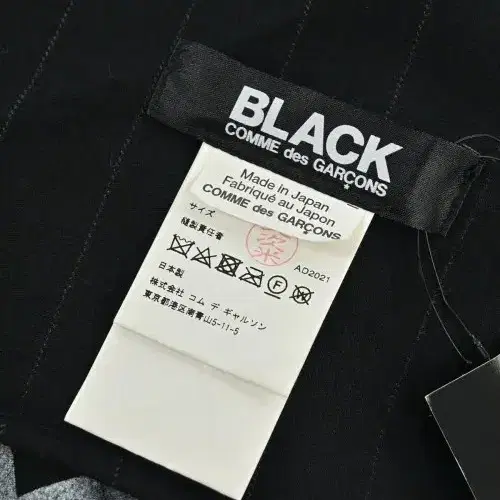 BLACK
COMME des GARÇONS
Made in Japan
Fabriqué au Japon
COMME des GARÇONS
サイズ
縫製責任者
AD2021
F
W
日本製
株式会社 コム デ ギャルソン
東京都港区南青山5-11-5